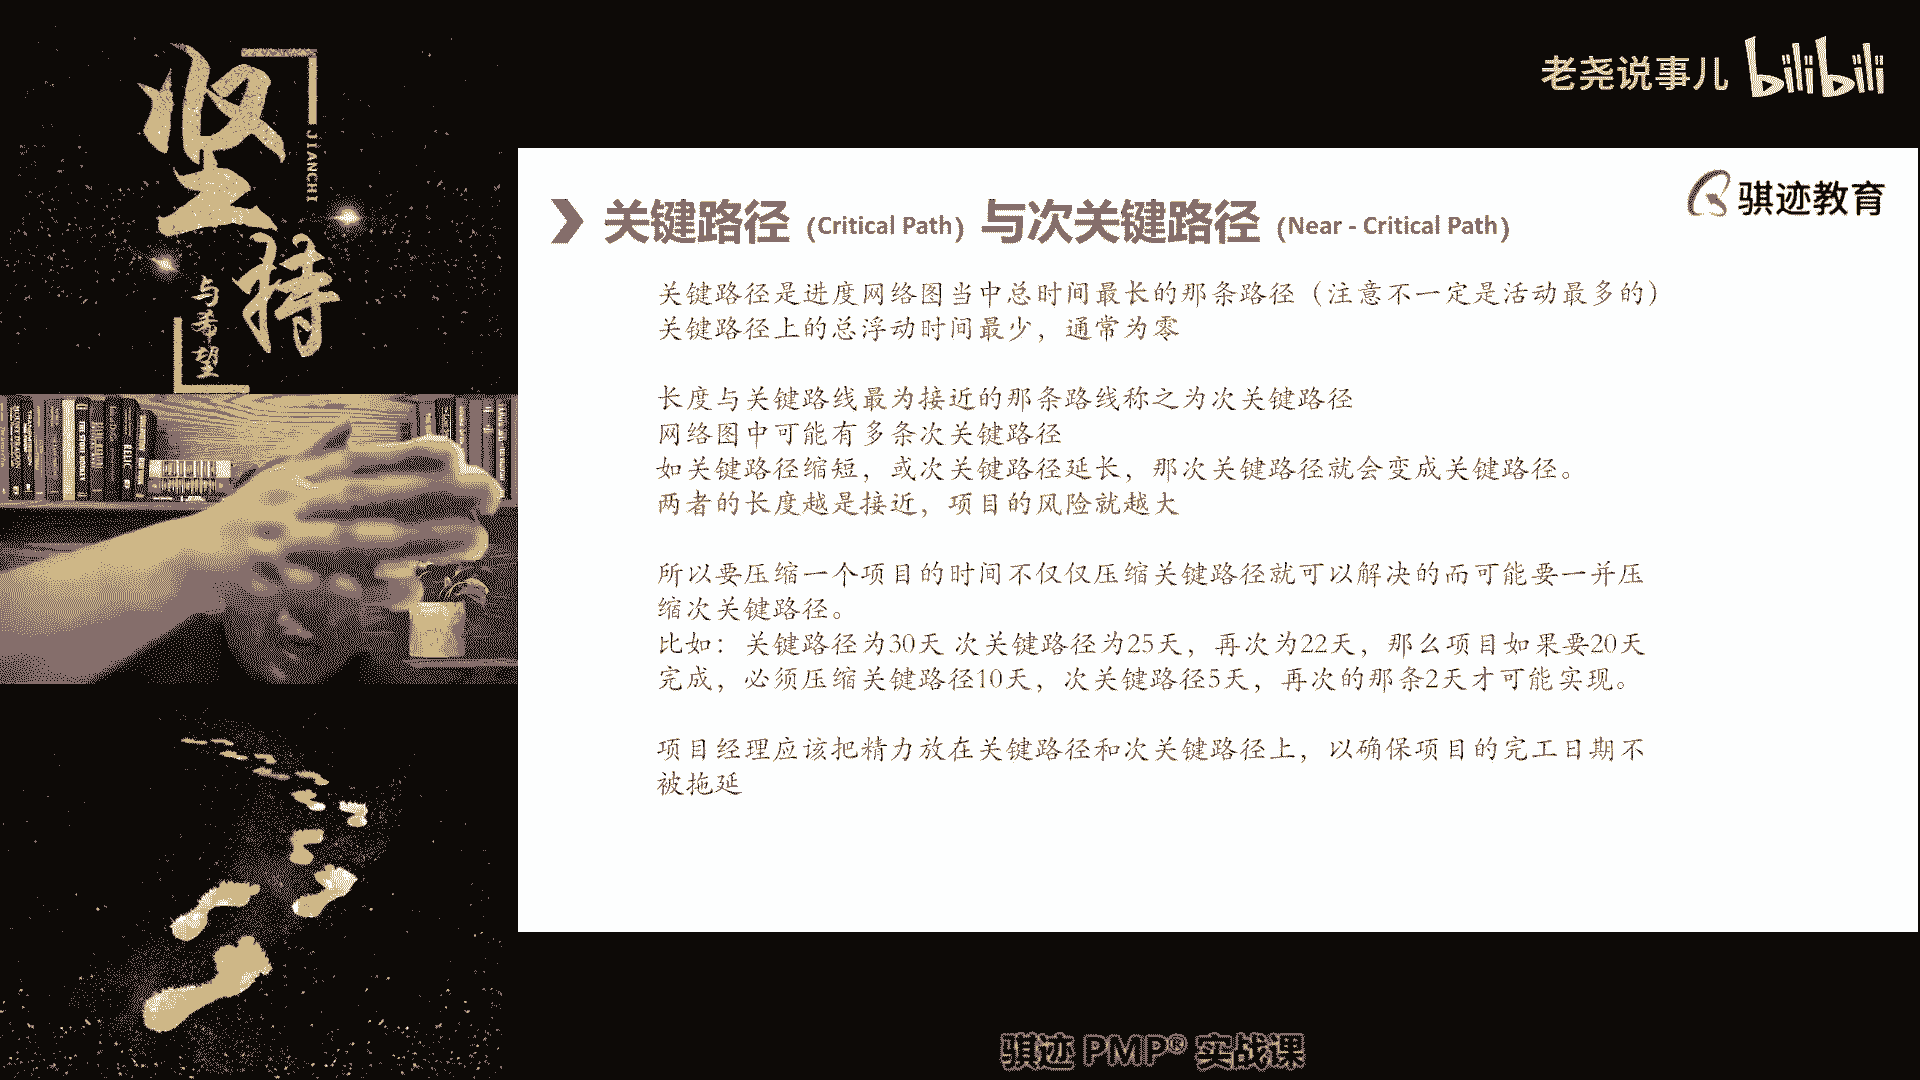 坚持
JIANCHI
与希望
老尧说事儿 bilibili
骐迹教育
关键路径（Critical Path）与次关键路径（Near - Critical Path）
关键路径是进度网络图当中总时间最长的那条路径（注意不一定是活动最多的）
关键路径上的总浮动时间最少，通常为零
长度与关键路线最为接近的那条路线称之为次关键路径
网络图中可能有多条次关键路径
如关键路径缩短，或次关键路径延长，那次关键路径就会变成关键路径。
两者的长度越是接近，项目的风险就越大
所以要压缩一个项目的时间不仅仅压缩关键路径就可以解决的而可能要一并压
缩次关键路径。
比如：关键路径为30天 次关键路径为25天，再次为22天，那么项目如果要20天
完成，必须压缩关键路径10天，次关键路径5天，再次的那条2天才可能实现。
项目经理应该把精力放在关键路径和次关键路径上，以确保项目的完工日期不
被拖延
骐迹 PMP® 实战课